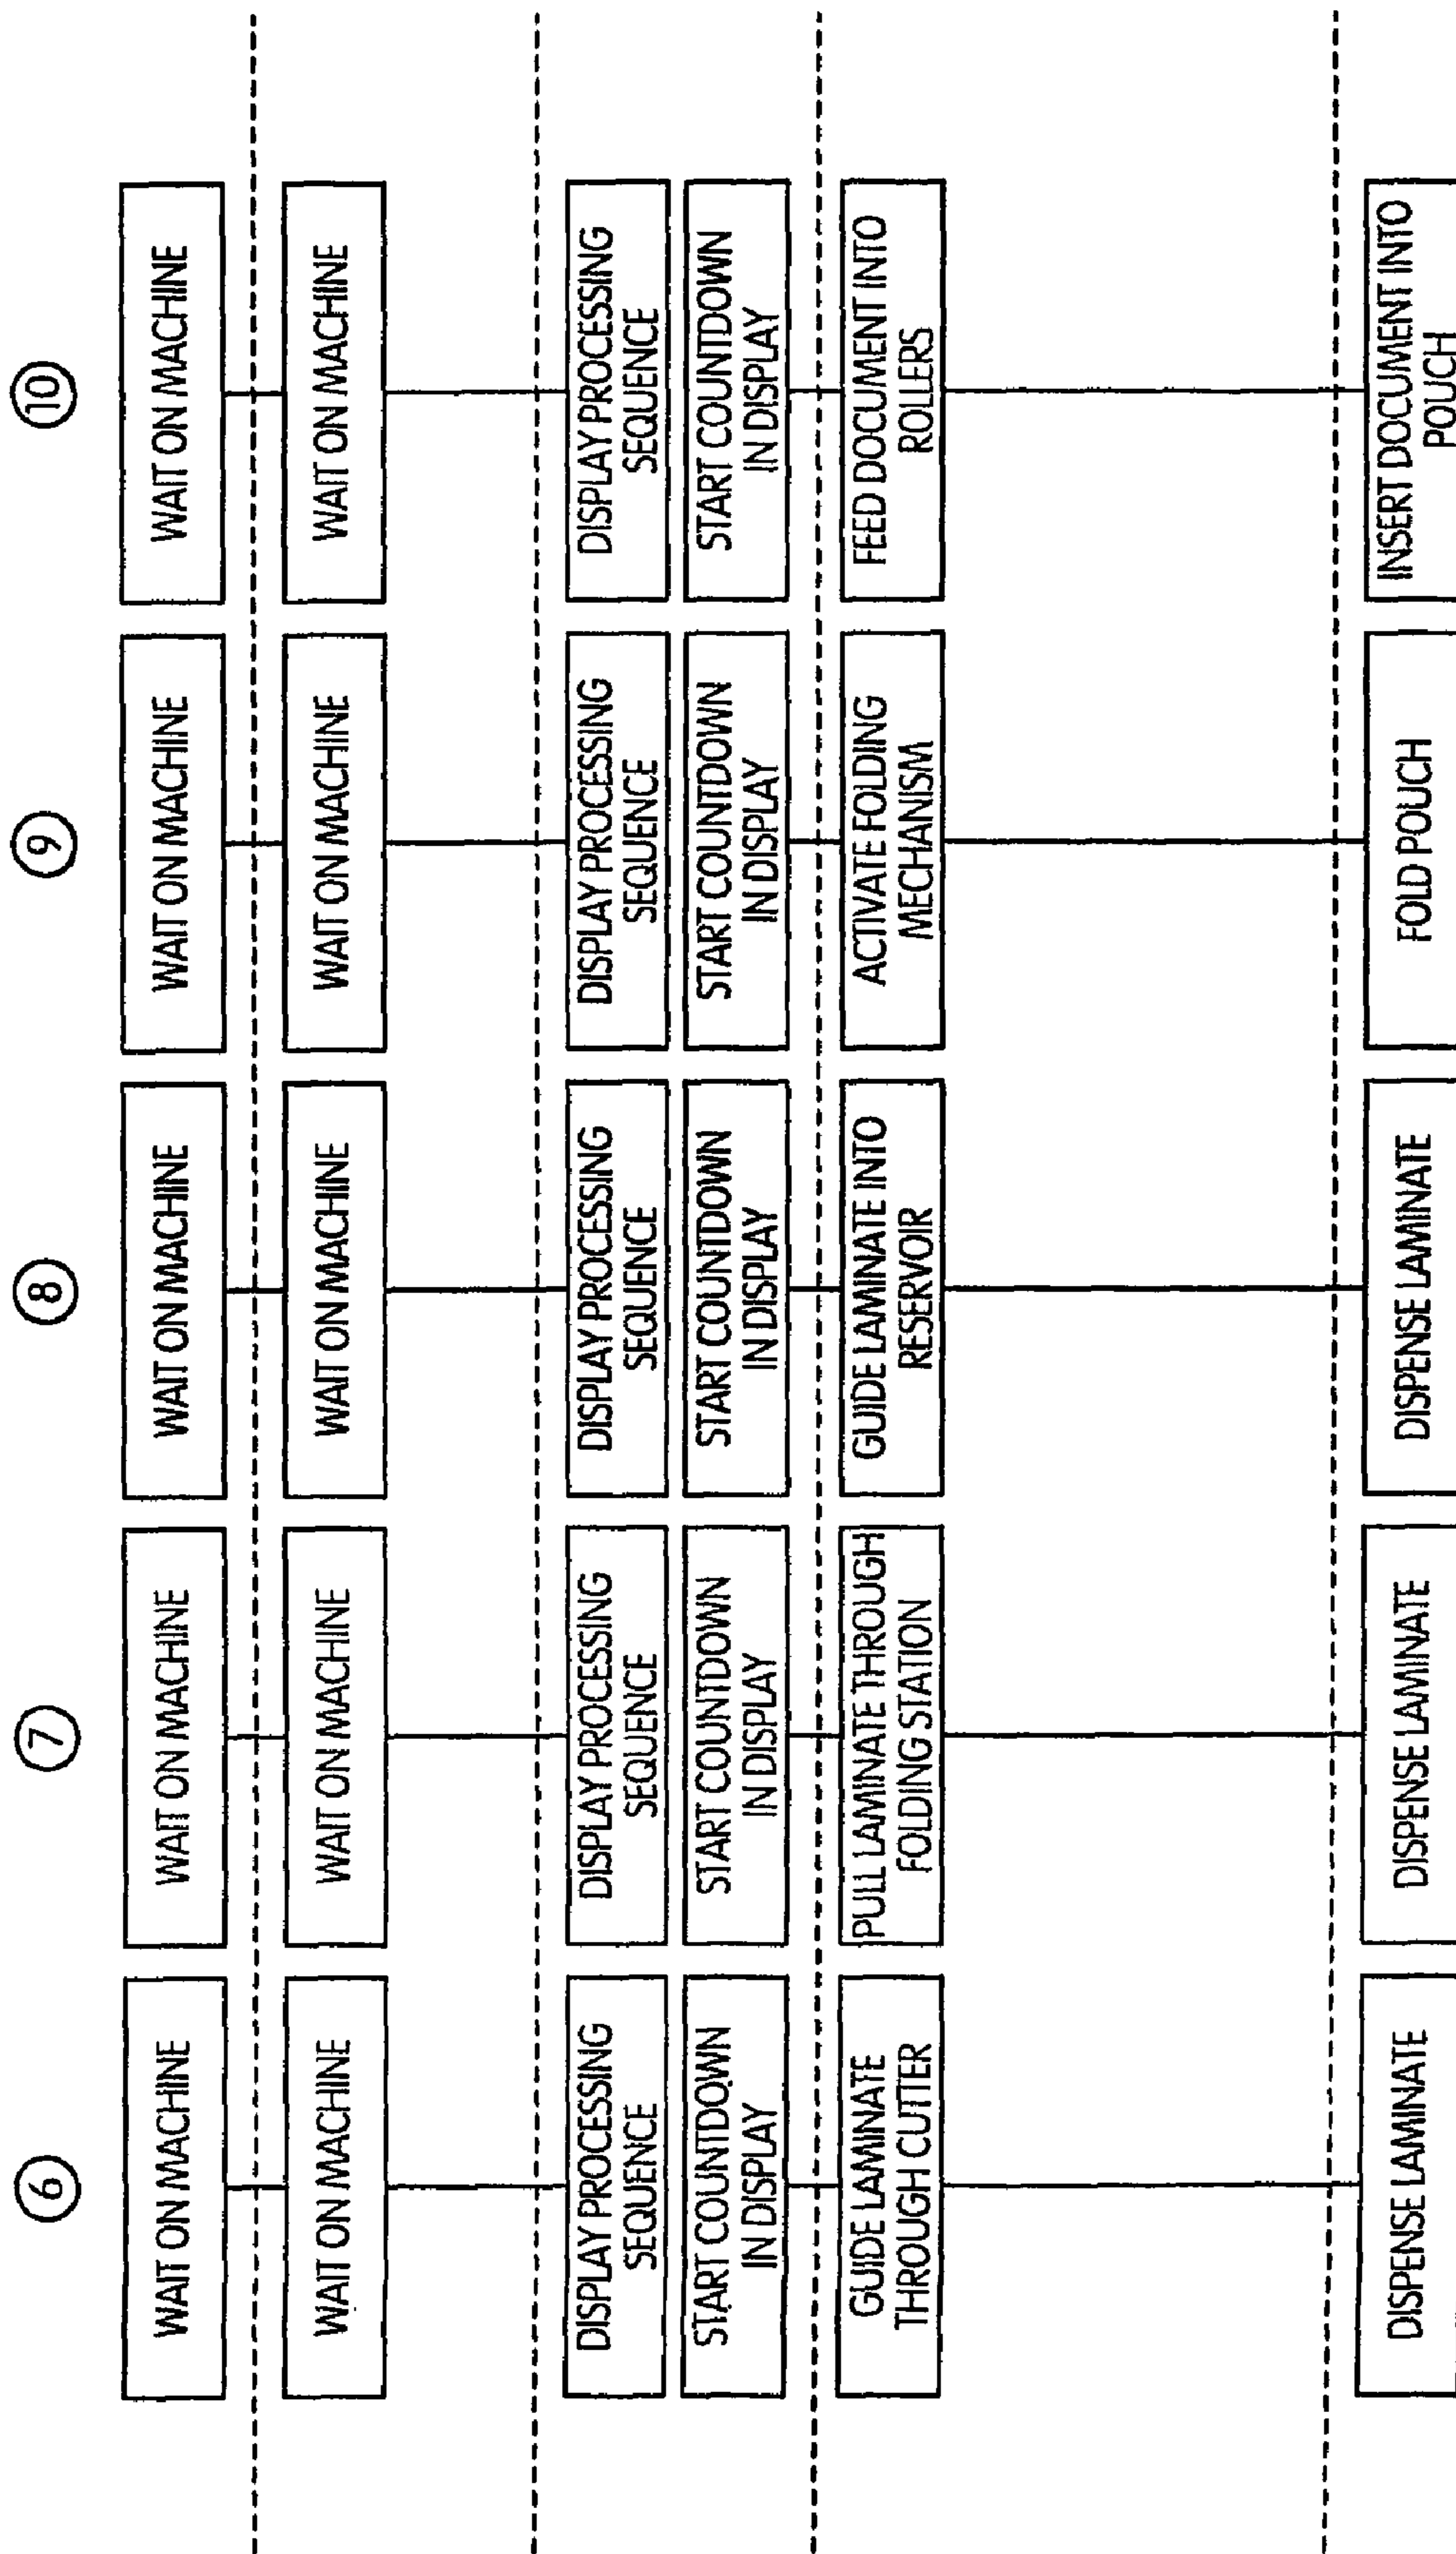 6
WAIT ON MACHINE
WAIT ON MACHINE
DISPLAY PROCESSING
SEQUENCE
START COUNTDOWN
IN DISPLAY
GUIDE LAMINATE
THROUGH CUTTER
DISPENSE LAMINATE
7
WAIT ON MACHINE
WAIT ON MACHINE
DISPLAY PROCESSING
SEQUENCE
START COUNTDOWN
IN DISPLAY
PULL LAMINATE THROUGH
FOLDING STATION
DISPENSE LAMINATE
8
WAIT ON MACHINE
WAIT ON MACHINE
DISPLAY PROCESSING
SEQUENCE
START COUNTDOWN
IN DISPLAY
GUIDE LAMINATE INTO
RESERVOIR
DISPENSE LAMINATE
9
WAIT ON MACHINE
WAIT ON MACHINE
DISPLAY PROCESSING
SEQUENCE
START COUNTDOWN
IN DISPLAY
ACTIVATE FOLDING
MECHANISM
FOLD POUCH
10
WAIT ON MACHINE
WAIT ON MACHINE
DISPLAY PROCESSING
SEQUENCE
START COUNTDOWN
IN DISPLAY
FEED DOCUMENT INTO
ROLLERS
INSERT DOCUMENT INTO
POUCH